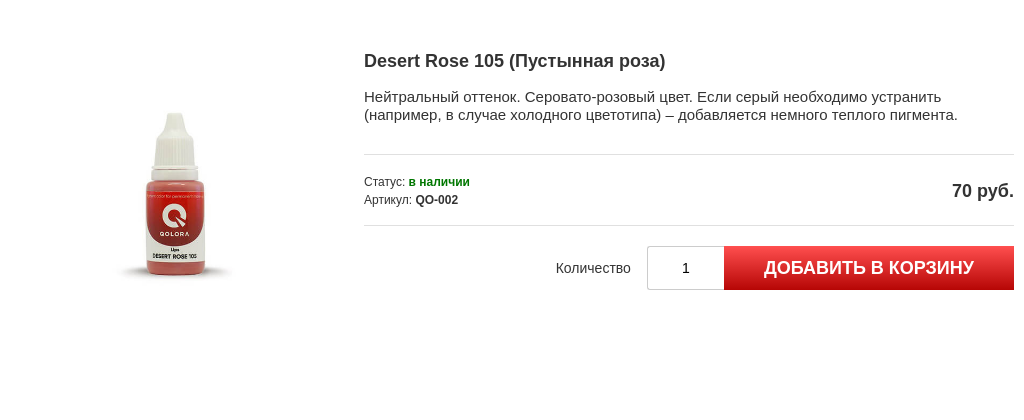 Desert Rose 105 (Пустынная роза)
Нейтральный оттенок. Серовато-розовый цвет. Если серый необходимо устранить
(например, в случае холодного цветотипа) – добавляется немного теплого пигмента.
Статус: в наличии
Артикул: QO-002
70 руб.
Количество
1
ДОБАВИТЬ В КОРЗИНУ
QOLORA
Lips
DESERT ROSE 105